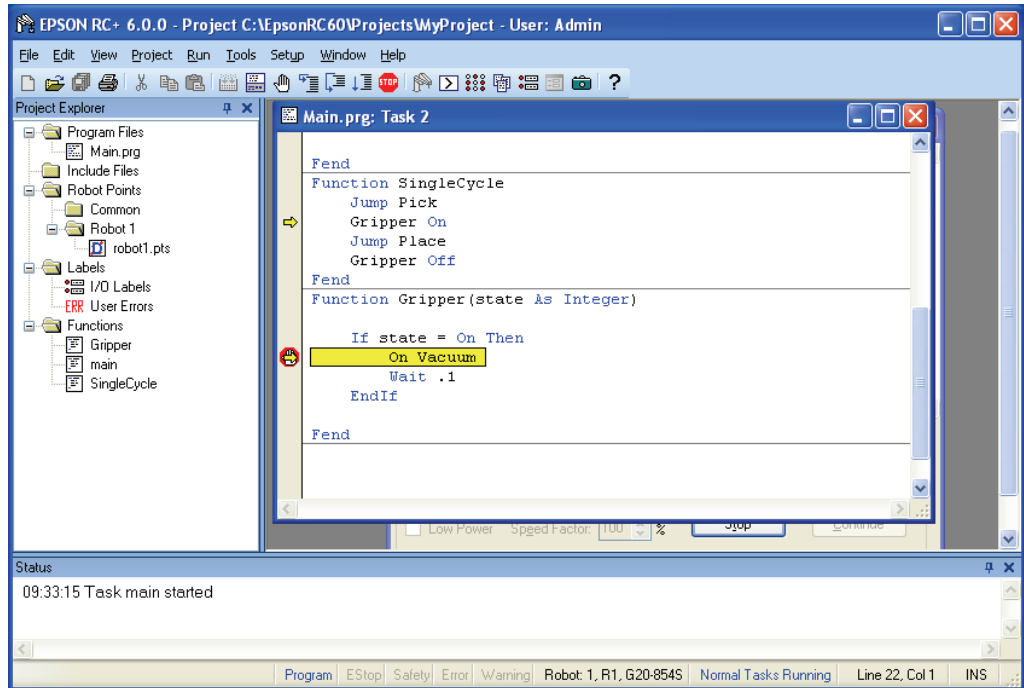 EPSON RC+ 6.0.0 - Project C:\EpsonRC60\Projects\MyProject - User: Admin
File Edit View Project Run Tools Setup Window Help
STOP
Project Explorer
Program Files
Main.prg
Include Files
Robot Points
Common
Robot 1
robot1.pts
Labels
I/O Labels
ERR User Errors
Functions
Gripper
main
SingleCycle
Main.prg: Task 2
Fend
Function SingleCycle
Jump Pick
Gripper On
Jump Place
Gripper Off
Fend
Function Gripper(state As Integer)
If state = On Then
On Vacuum
Wait .1
EndIf
Fend
Low Power Speed Factor: 100 % Stop Continue
Status
09:33:15 Task main started
Program EStop Safety Error Warning Robot: 1, R1, G20-854S Normal Tasks Running Line 22, Col 1 INS